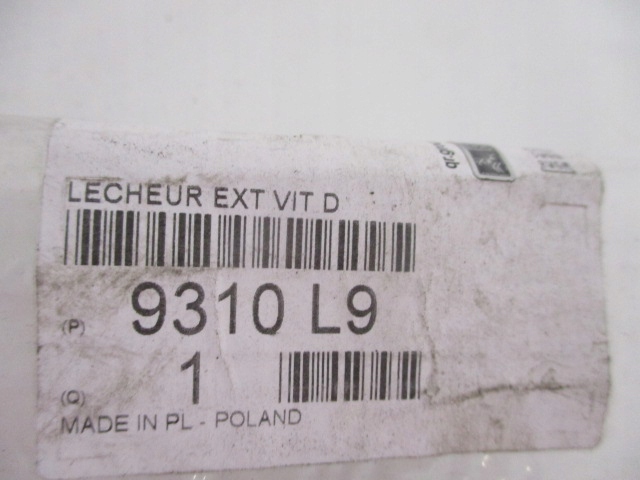 LECHEUR EXT VIT D
(P) 9310 L9
(Q) 1
MADE IN PL - POLAND